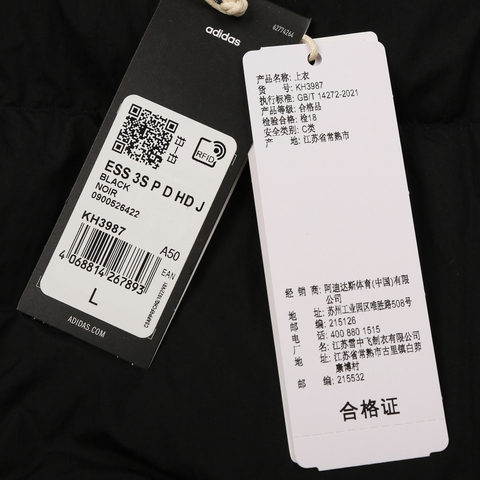 adidas
62774264
RFID
ESS 3S P D HD J
BLACK
NOIR
0900526422
KH3987
A50
4 068814 267893
EAN
L
ADIDAS.COM
产品名称: 上衣
货 号: KH3987
执行标准: GB/T 14272-2021
产品等级: 合格品
检验合格: 检18
安全类别: C类
产 地: 江苏省常熟市
经 销 商: 阿迪达斯体育(中国)有限
公司
地 址: 苏州工业园区唯胜路508号
邮 编: 215126
电 话: 400 880 1515
厂 名: 江苏雪中飞制衣有限公司
地 址: 江苏省常熟市古里镇白茆
康博村
邮 编: 215532
合格证